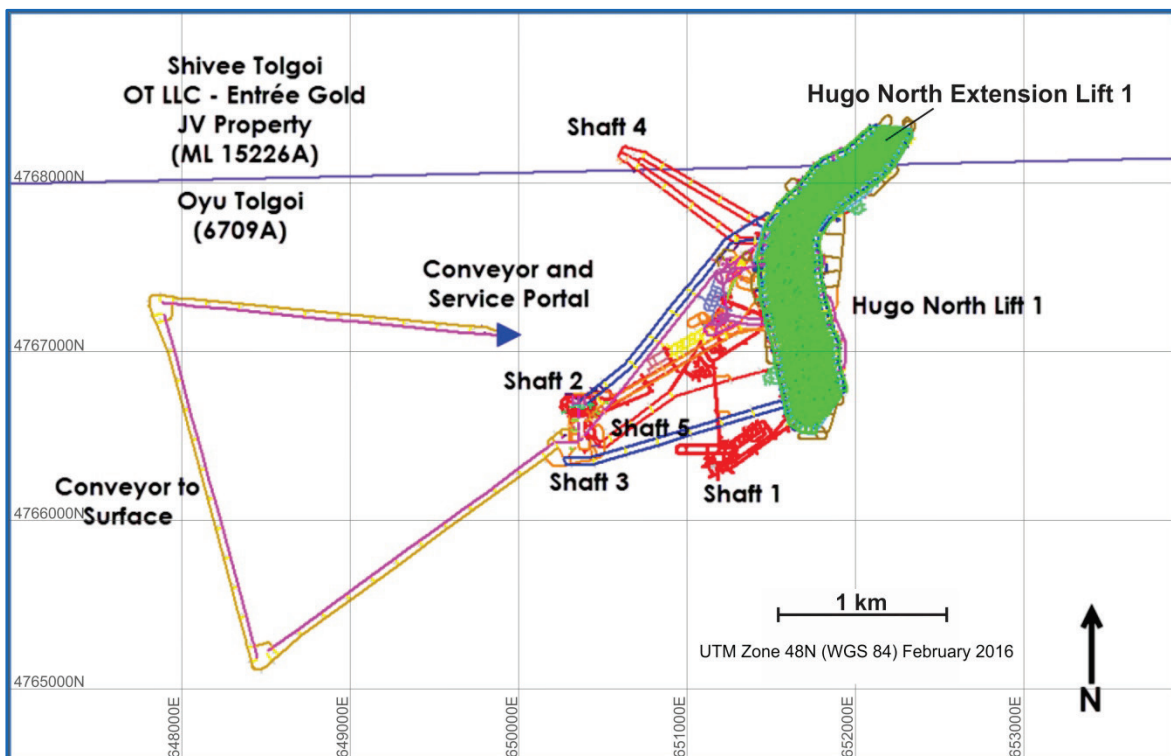 Shivee Tolgoi
OT LLC - Entrée Gold
JV Property
(ML 15226A)
Hugo North Extension Lift 1
Shaft 4
4768000N
Oyu Tolgoi
(6709A)
Conveyor and
Service Portal
Hugo North Lift 1
4767000N
Shaft 2
Shaft 5
Shaft 3
Shaft 1
Conveyor to
Surface
4766000N
1 km
UTM Zone 48N (WGS 84) February 2016
4765000N
N
648000E
649000E
650000E
651000E
652000E
653000E